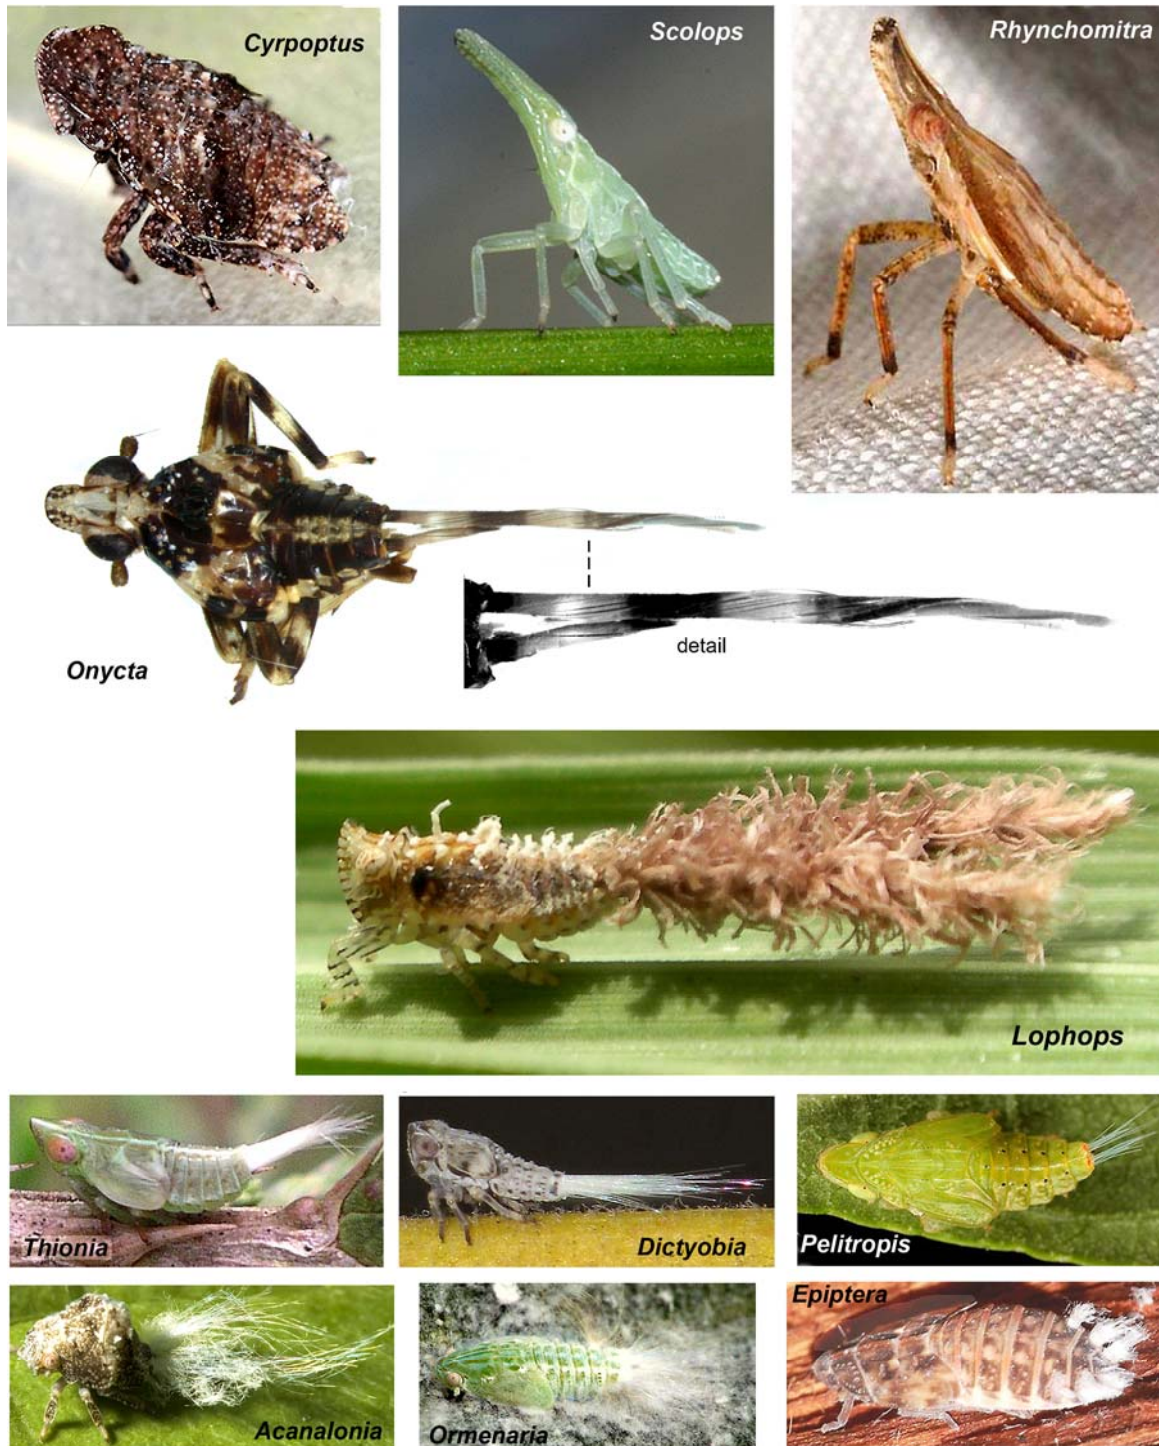 Cyrpoptus
Scolops
Rhynchomitra
Onycta
detail
Lophops
Thionia
Dictyobia
Pelitropis
Acanalonia
Ormenaria
Epiptera